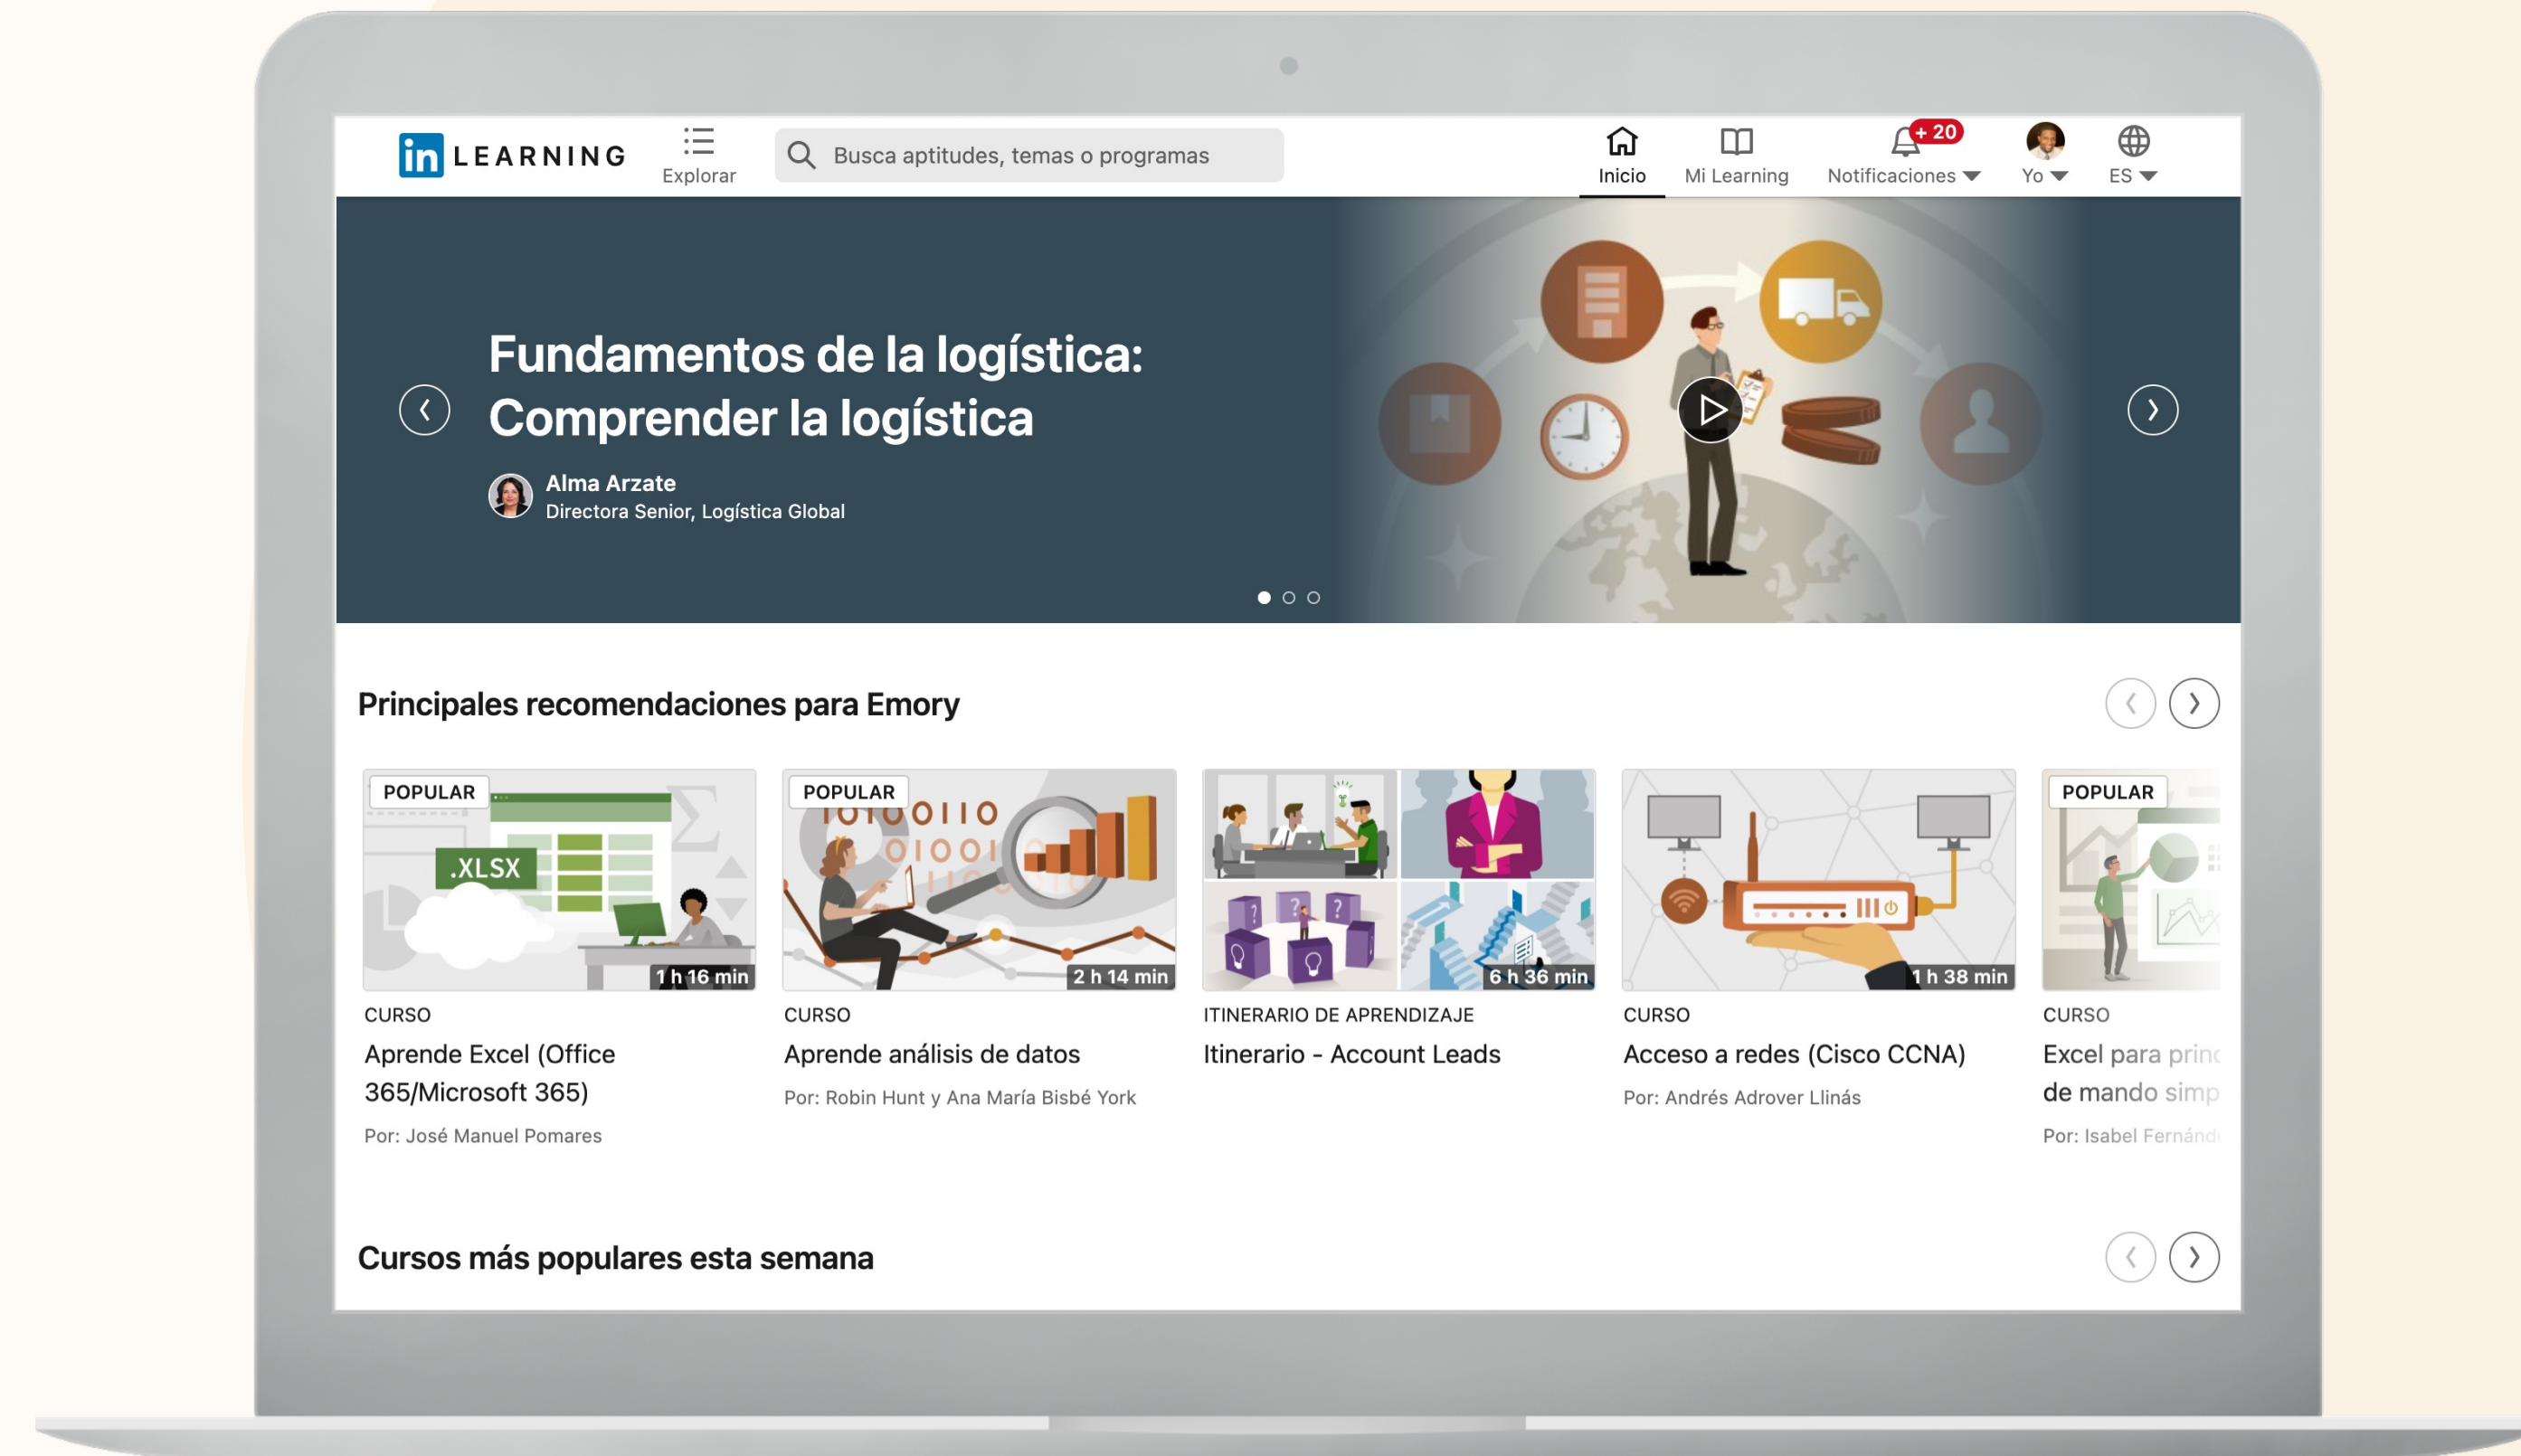 in LEARNING
Explorar
Busca aptitudes, temas o programas
Inicio
Mi Learning
+ 20
Notificaciones
Yo
ES
Fundamentos de la logística:
Comprender la logística
Alma Arzate
Directora Senior, Logística Global
Principales recomendaciones para Emory
POPULAR
.XLSX
1 h 16 min
CURSO
Aprende Excel (Office
365/Microsoft 365)
Por: José Manuel Pomares
POPULAR
10100110
01001
2 h 14 min
CURSO
Aprende análisis de datos
Por: Robin Hunt y Ana María Bisbé York
6 h 36 min
ITINERARIO DE APRENDIZAJE
Itinerario - Account Leads
1 h 38 min
CURSO
Acceso a redes (Cisco CCNA)
Por: Andrés Adrover Llinás
POPULAR
CURSO
Excel para
de mando
Por: Isabel
Cursos más populares esta semana